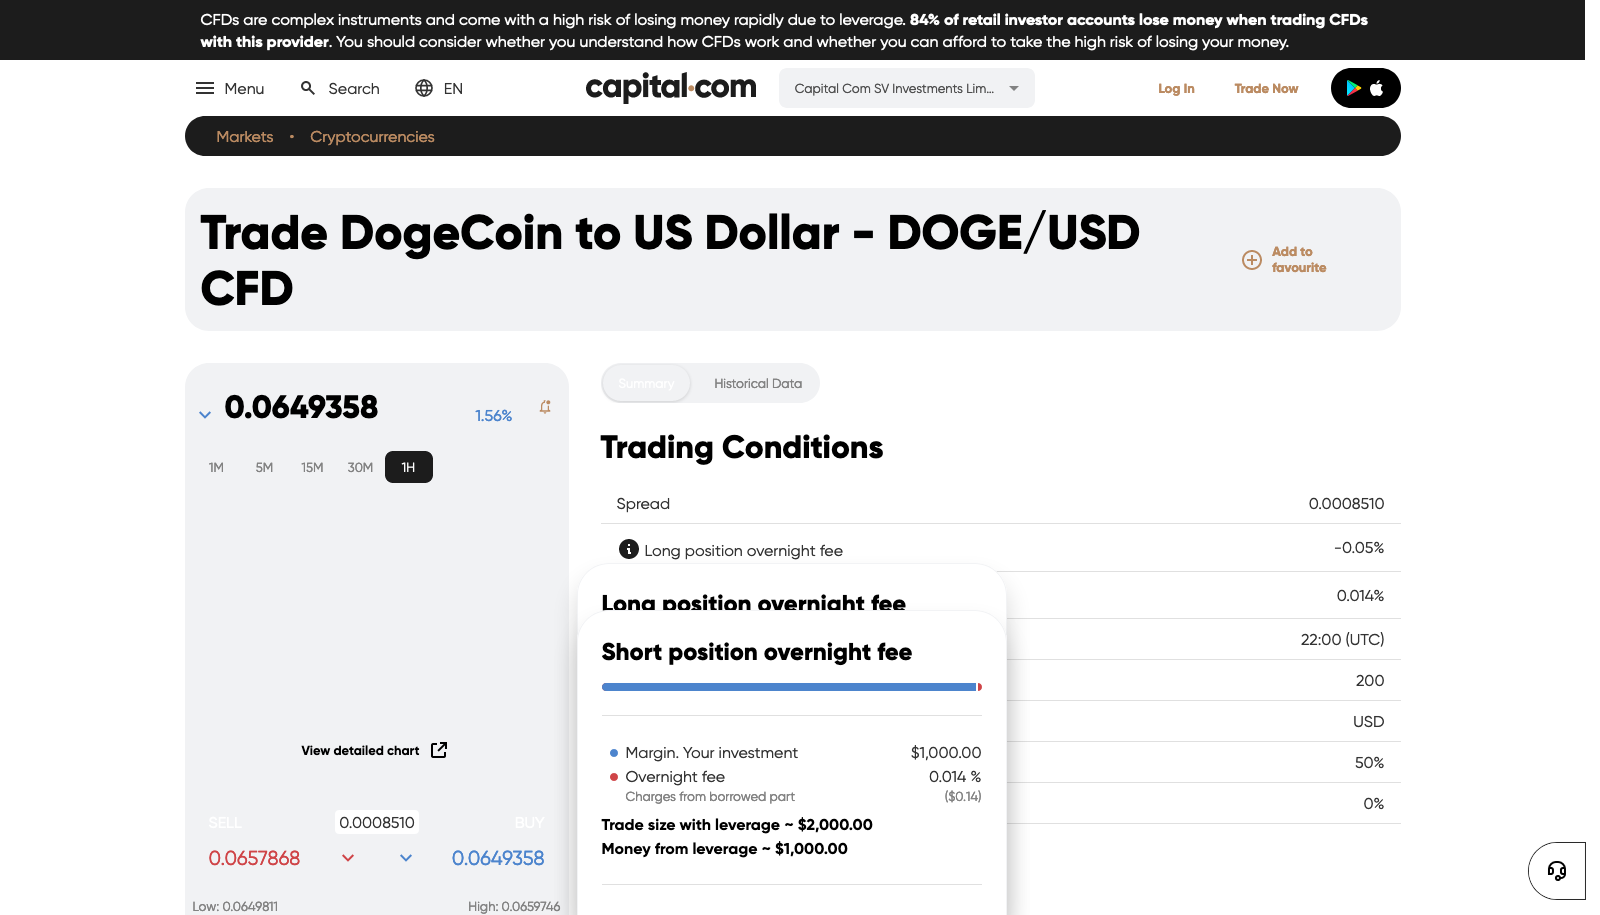 CFDs are complex instruments and come with a high risk of losing money rapidly due to leverage. 84% of retail investor accounts lose money when trading CFDs
with this provider. You should consider whether you understand how CFDs work and whether you can afford to take the high risk of losing your money.
Menu
Search
EN
capital.com
Capital Com SV Investments Lim...
Log In
Trade Now
Markets
Cryptocurrencies
Trade DogeCoin to US Dollar - DOGE/USD
CFD
Add to
favourite
0.0649358
1.56%
1M
5M
15M
30M
1H
View detailed chart
SELL
0.0008510
BUY
0.0657868
0.0649358
Low: 0.0649811
High: 0.0659746
Summary
Historical Data
Trading Conditions
Spread
0.0008510
Long position overnight fee
-0.05%
0.014%
22:00 (UTC)
200
USD
50%
0%
Long position overnight fee
Short position overnight fee
Margin. Your investment
$1,000.00
Overnight fee
0.014 %
Charges from borrowed part
($0.14)
Trade size with leverage ~ $2,000.00
Money from leverage ~ $1,000.00